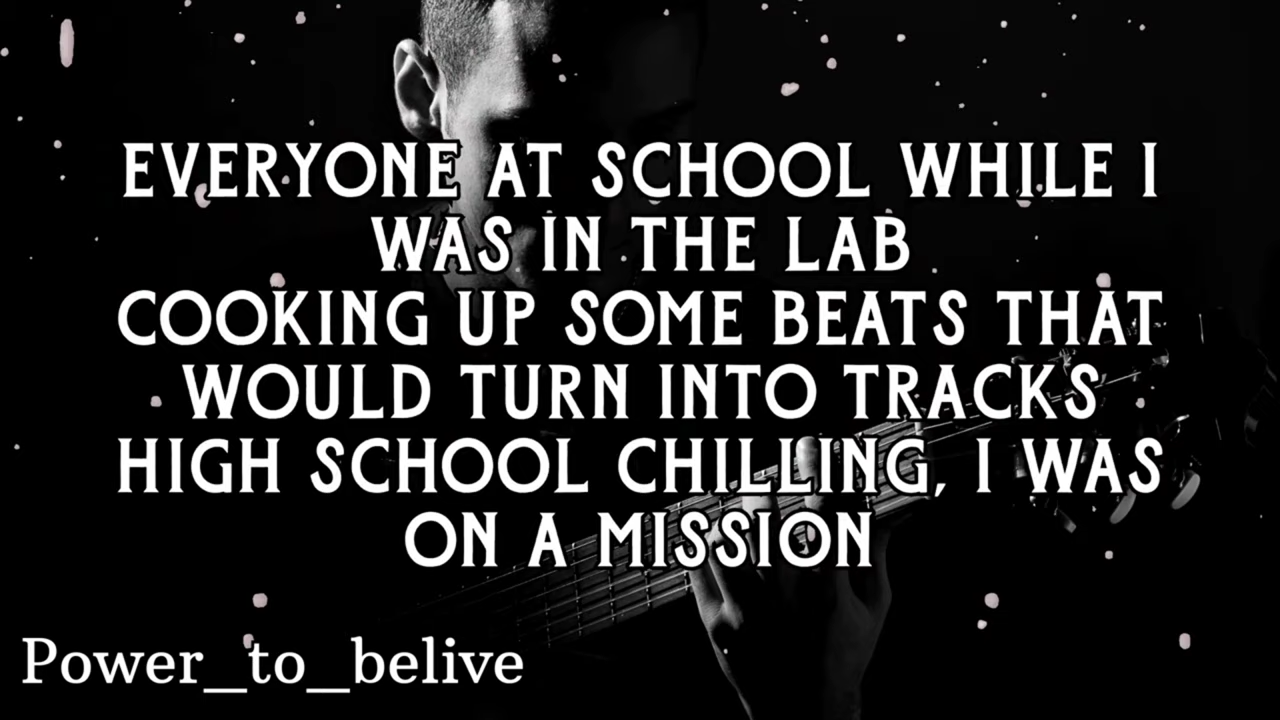 EVERYONE AT SCHOOL WHILE I
WAS IN THE LAB
COOKING UP SOME BEATS THAT
WOULD TURN INTO TRACKS
HIGH SCHOOL CHILLING, I WAS
ON A MISSION
Power_to_belive